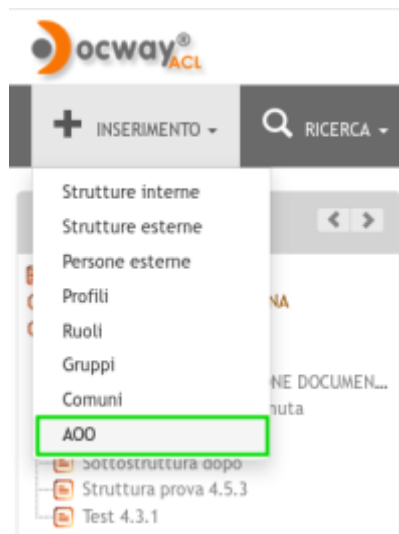 Docway®
ACL
INSERIMENTO RICERCA
Strutture interne
Strutture esterne
Persone esterne
Profili
NA
Ruoli
Gruppi
NE DOCUMEN...
Comuni
nuta
AOO
Sottostruttura dopo
Struttura prova 4.5.3
Test 4.3.1